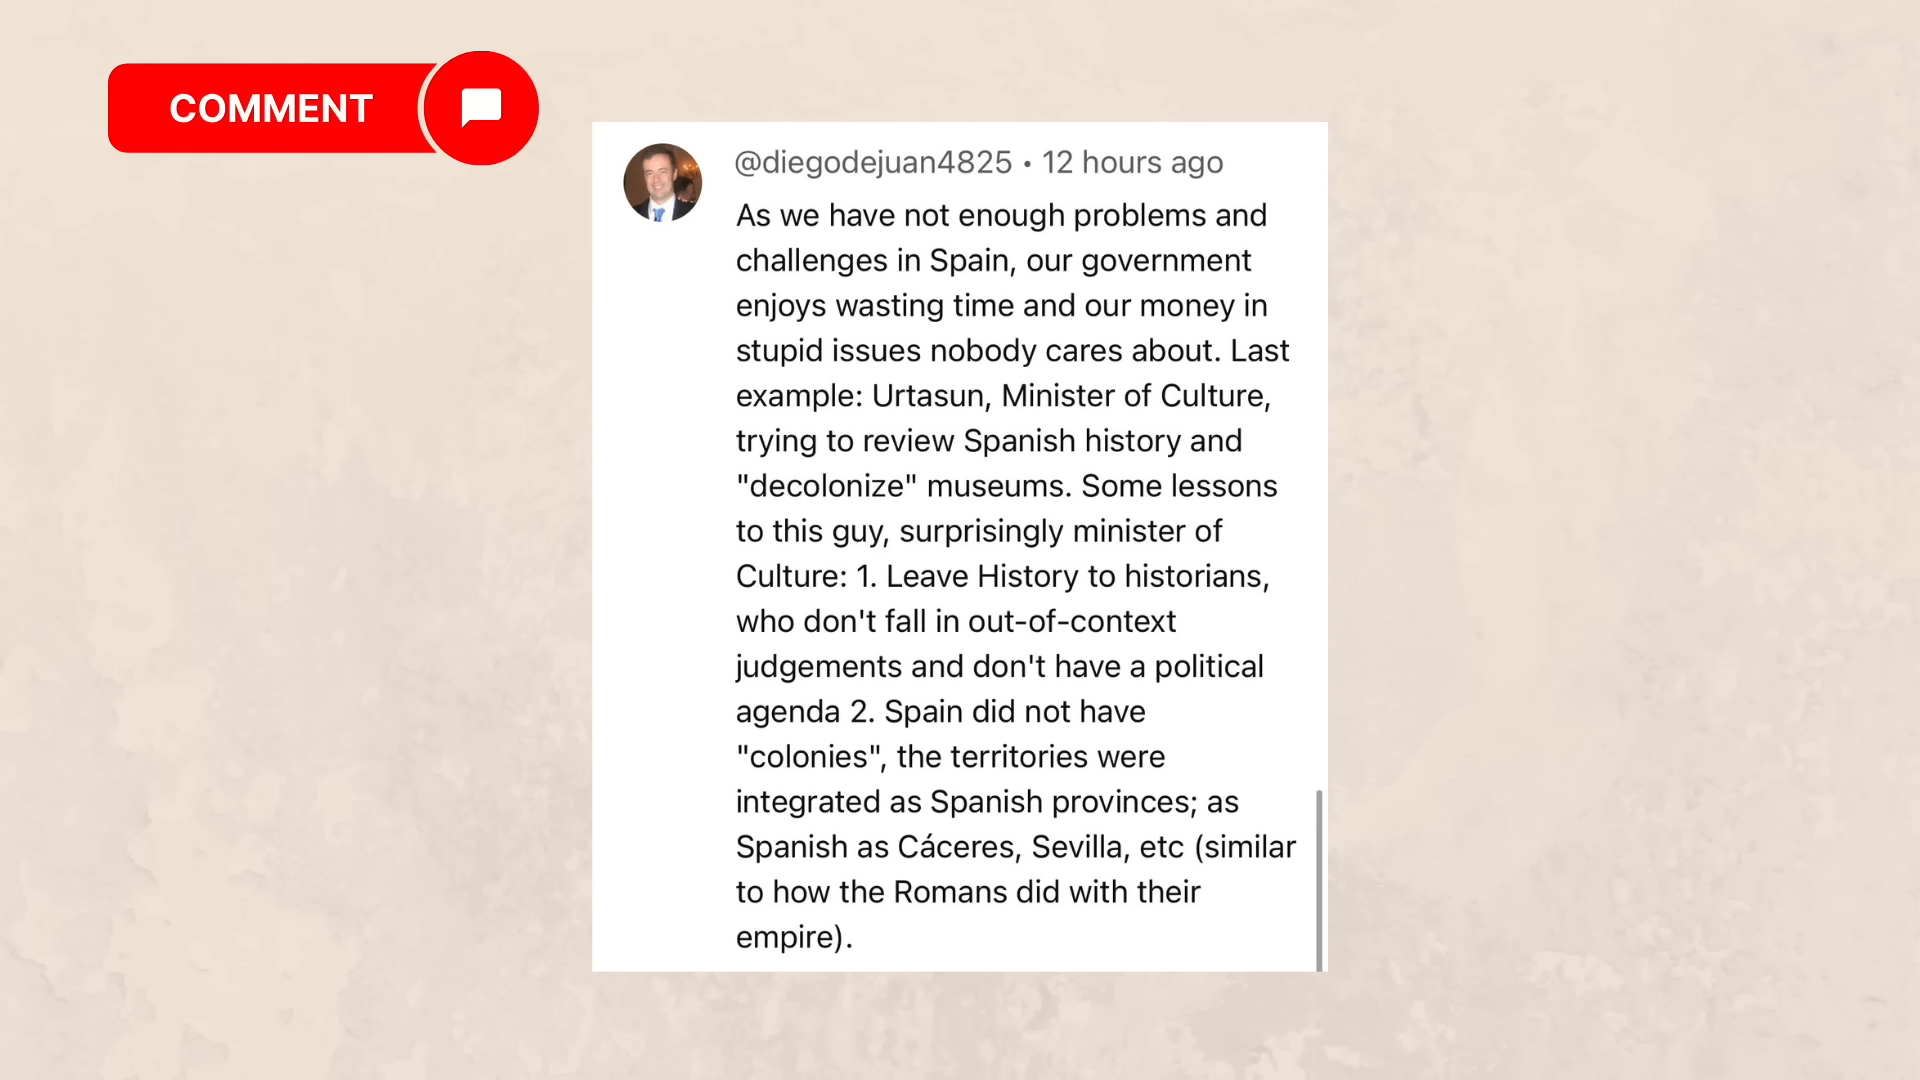 COMMENT
@diegodejuan4825 • 12 hours ago
As we have not enough problems and
challenges in Spain, our government
enjoys wasting time and our money in
stupid issues nobody cares about. Last
example: Urtasun, Minister of Culture,
trying to review Spanish history and
"decolonize" museums. Some lessons
to this guy, surprisingly minister of
Culture: 1. Leave History to historians,
who don't fall in out-of-context
judgements and don't have a political
agenda 2. Spain did not have
"colonies", the territories were
integrated as Spanish provinces; as
Spanish as Cáceres, Sevilla, etc (similar
to how the Romans did with their
empire).